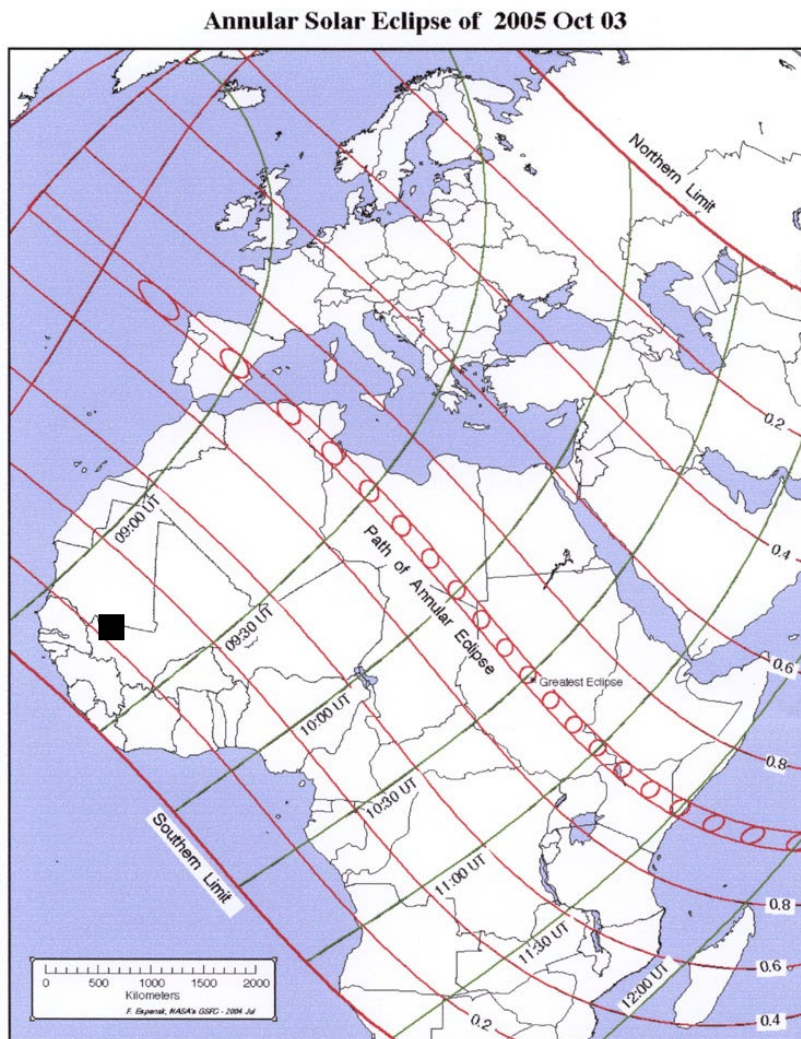 Annular Solar Eclipse of 2005 Oct 03
Northern Limit
0.2
0.4
09:00 UT
Path of Annular Eclipse
09:30 UT
0.6
Greatest Eclipse
10:00 UT
0.8
10:30 UT
Southern Limit
11:00 UT
0.8
11:30 UT
0.6
12:00 UT
0.2
0.4
0 500 1000 1500 2000
Kilometers
F. Espenak, NASA's GSFC - 2004 Jul